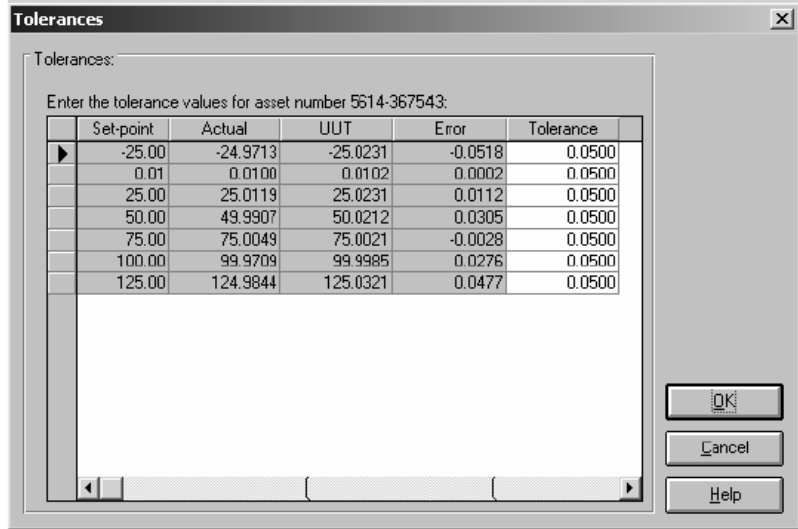 Tolerances
Tolerances:
Enter the tolerance values for asset number 5614-367543:
Set-point Actual UUT Error Tolerance
-25.00 -24.9713 -25.0231 -0.0518 0.0500
0.01 0.0100 0.0102 0.0002 0.0500
25.00 25.0119 25.0231 0.0112 0.0500
50.00 49.9907 50.0212 0.0305 0.0500
75.00 75.0049 75.0021 -0.0028 0.0500
100.00 99.9709 99.9985 0.0276 0.0500
125.00 124.9844 125.0321 0.0477 0.0500
OK
Cancel
Help